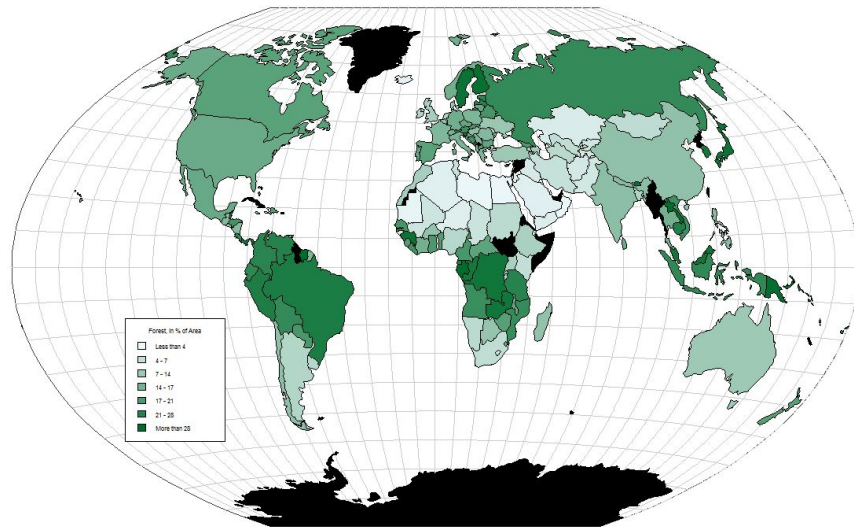 Forest, in % of Area
Less than 4
4 - 7
7 - 14
14 - 17
17 - 21
21 - 28
More than 28